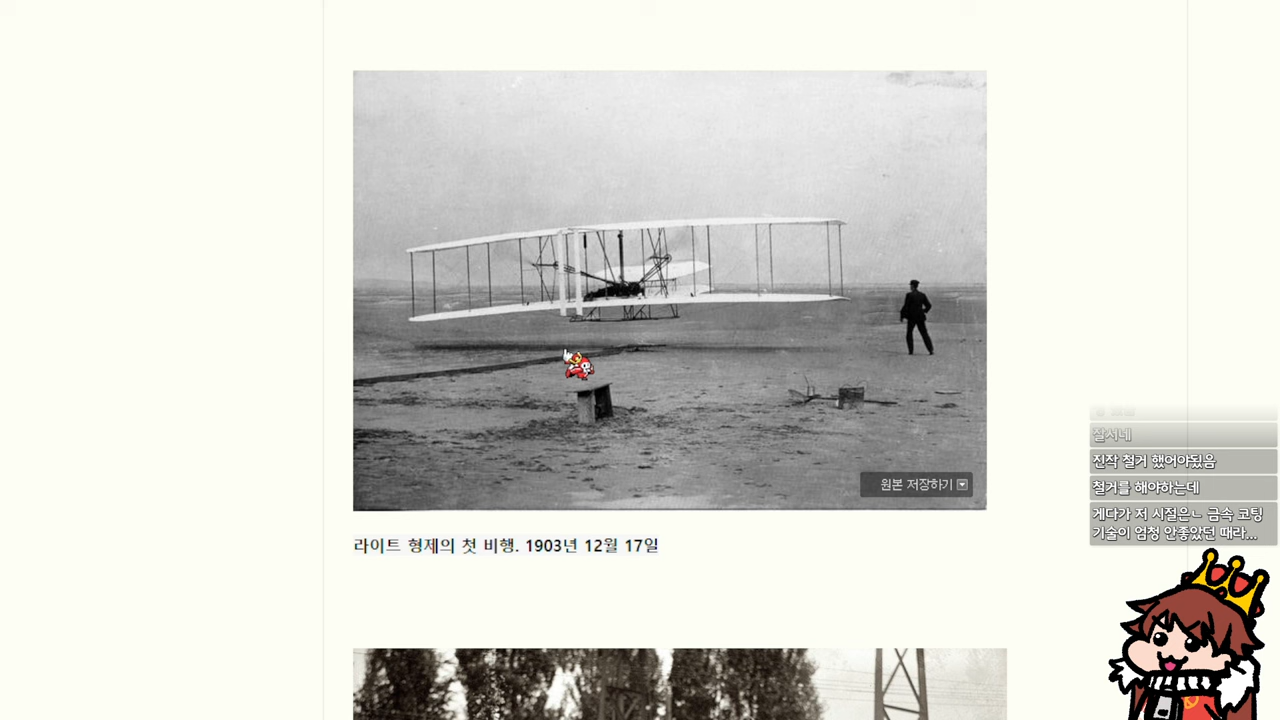 원본 저장하기
라이트 형제의 첫 비행. 1903년 12월 17일
잘서네
진작 철거 했어야됬음
철거를 해야하는데
게다가 저 시절은ㄴ 금속 코팅
기술이 엄청 안좋았던 때라...